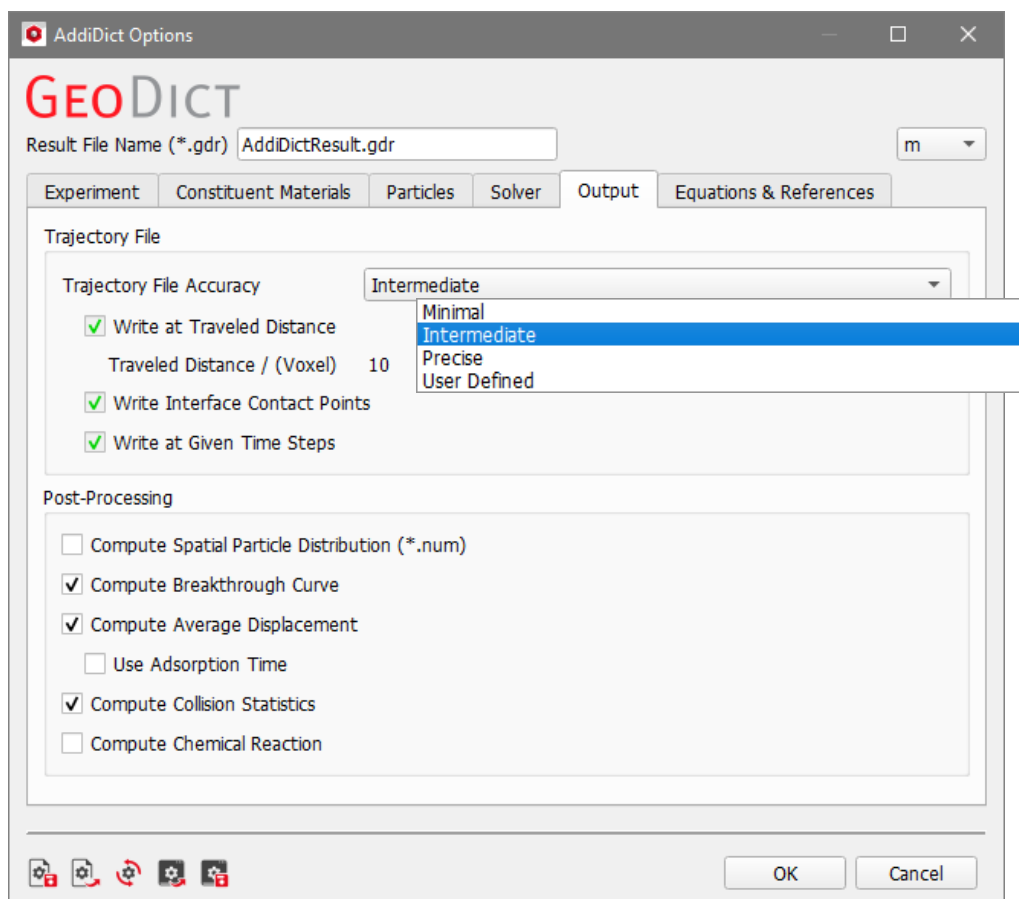 AddiDict Options
GEODICT
Result File Name (*.gdr) AddiDictResult.gdr m
Experiment Constituent Materials Particles Solver Output Equations & References
Trajectory File
Trajectory File Accuracy Intermediate
Minimal
Write at Traveled Distance Intermediate
Traveled Distance / (Voxel) 10 Precise
User Defined
Write Interface Contact Points
Write at Given Time Steps
Post-Processing
Compute Spatial Particle Distribution (*.num)
Compute Breakthrough Curve
Compute Average Displacement
Use Adsorption Time
Compute Collision Statistics
Compute Chemical Reaction
OK Cancel